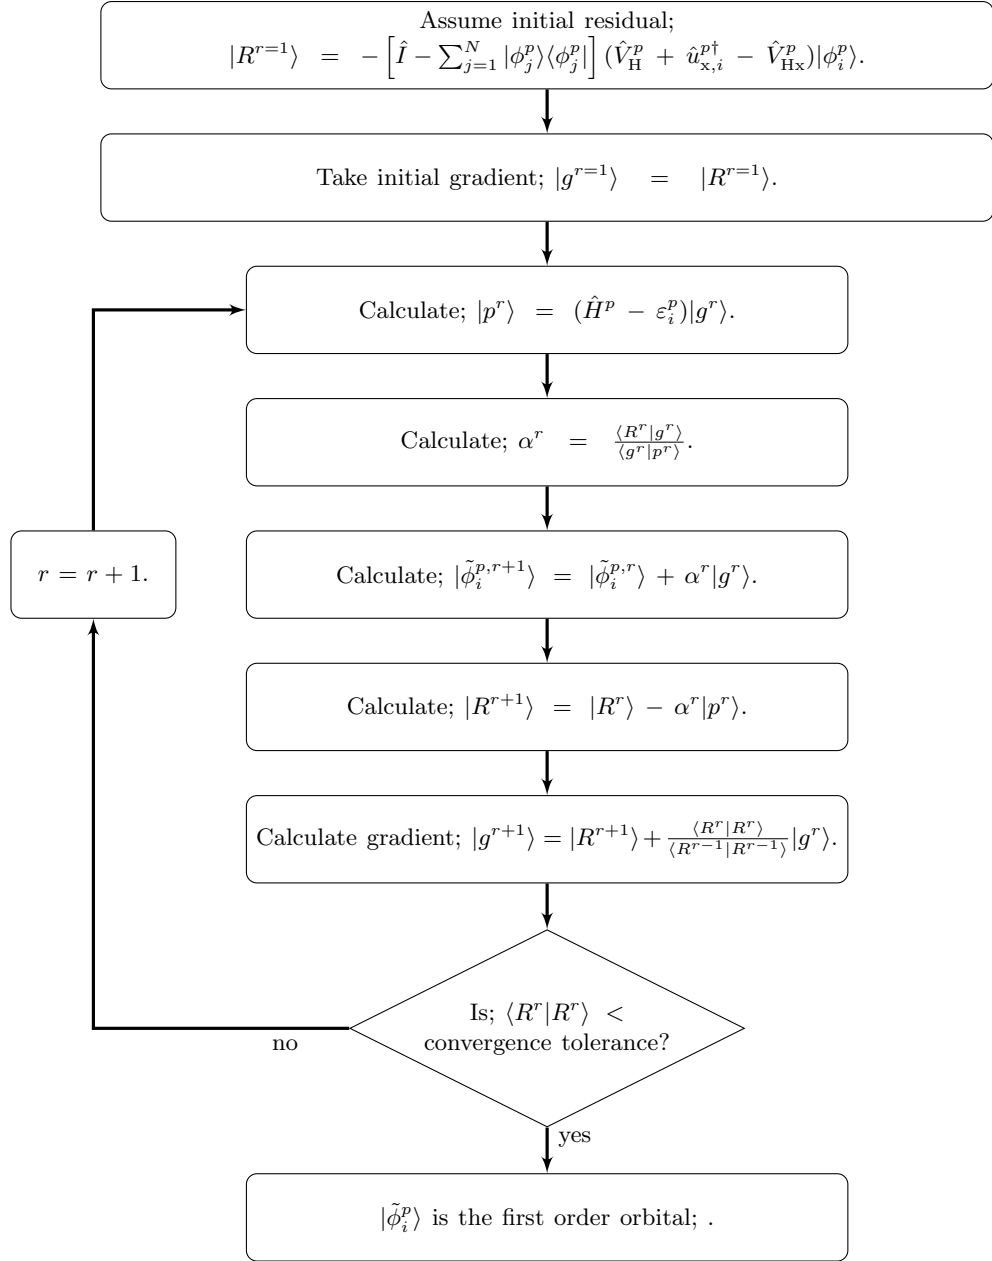 Assume initial residual;
|R^{r=1}⟩ = −[Î − ∑_{j=1}^{N} |ϕ_j^p⟩⟨ϕ_j^p|] (V̂_H^p + û_{x,i}^{p†} − V̂_{Hx}^p)|ϕ_i^p⟩.
Take initial gradient; |g^{r=1}⟩ = |R^{r=1}⟩.
Calculate; |p^r⟩ = (Ĥ^p − ε_i^p)|g^r⟩.
Calculate; α^r = \frac{⟨R^r|g^r⟩}{⟨g^r|p^r⟩}.
r = r + 1.
Calculate; |ϕ̃_i^{p,r+1}⟩ = |ϕ̃_i^{p,r}⟩ + α^r|g^r⟩.
Calculate; |R^{r+1}⟩ = |R^r⟩ − α^r|p^r⟩.
Calculate gradient; |g^{r+1}⟩ = |R^{r+1}⟩ + \frac{⟨R^r|R^r⟩}{⟨R^{r−1}|R^{r−1}⟩}|g^r⟩.
Is; ⟨R^r|R^r⟩ <
convergence tolerance?
no
yes
|ϕ̃_i^p⟩ is the first order orbital; .